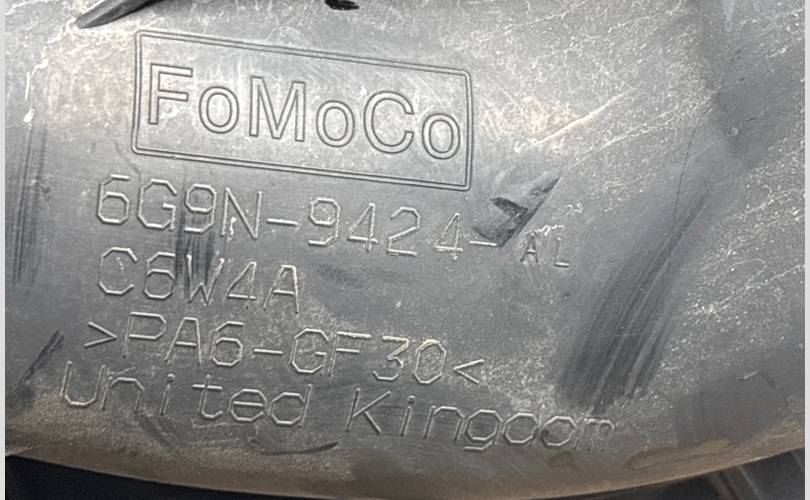 FoMoCo
6G9N-9424-AL
C6W4A
>PA6-GF30<
United Kingdom